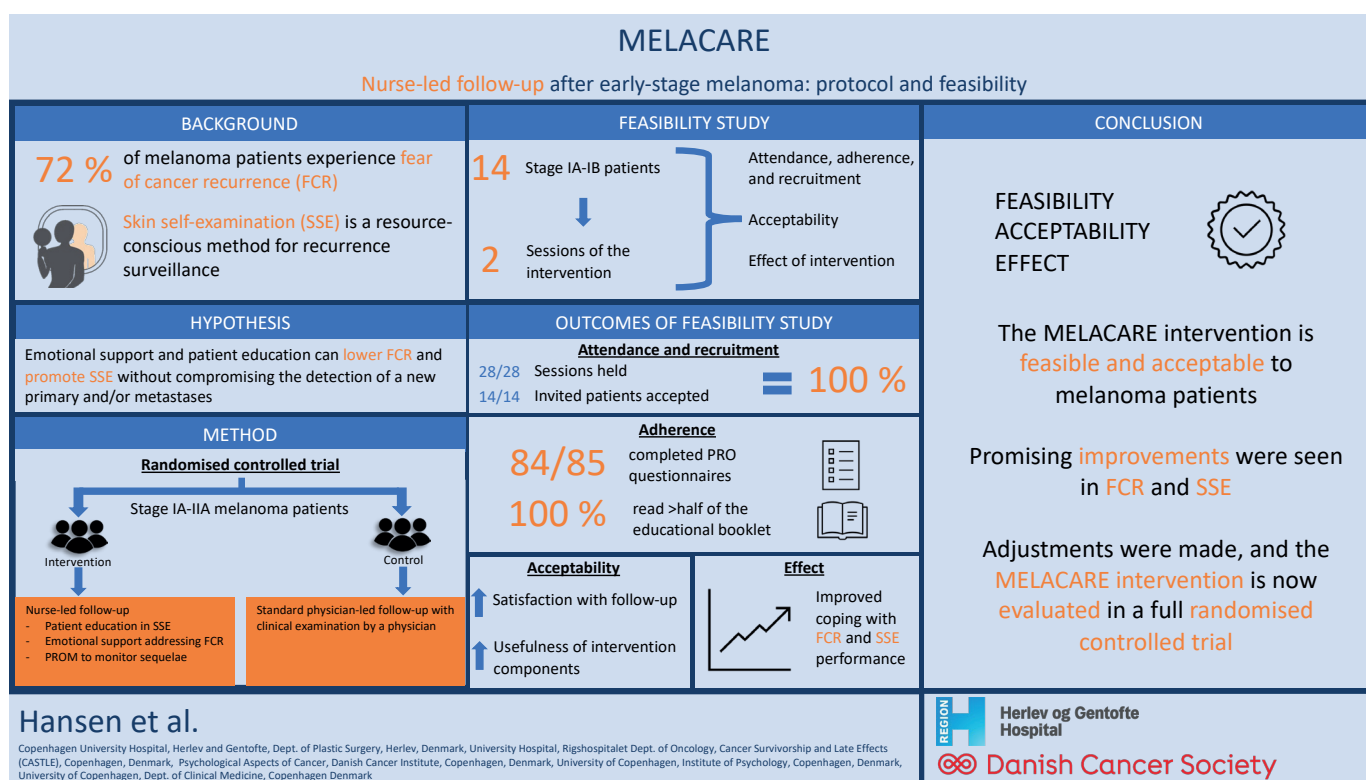 MELACARE
Nurse-led follow-up after early-stage melanoma: protocol and feasibility
BACKGROUND
72 %
of melanoma patients experience fear
of cancer recurrence (FCR)
Skin self-examination (SSE) is a resource-
conscious method for recurrence
surveillance
HYPOTHESIS
Emotional support and patient education can lower FCR and
promote SSE without compromising the detection of a new
primary and/or metastases
METHOD
Randomised controlled trial
Stage IA-IIA melanoma patients
Intervention
Control
Nurse-led follow-up
- Patient education in SSE
- Emotional support addressing FCR
- PROM to monitor sequelae
Standard physician-led follow-up with
clinical examination by a physician
FEASIBILITY STUDY
14 Stage IA-IB patients
2 Sessions of the
intervention
Attendance, adherence,
and recruitment
Acceptability
Effect of intervention
OUTCOMES OF FEASIBILITY STUDY
Attendance and recruitment
28/28 Sessions held
14/14 Invited patients accepted
= 100 %
Adherence
84/85 completed PRO
questionnaires
100 % read >half of the
educational booklet
Acceptability
Satisfaction with follow-up
Usefulness of intervention
components
Effect
Improved
coping with
FCR and SSE
performance
CONCLUSION
FEASIBILITY
ACCEPTABILITY
EFFECT
The MELACARE intervention is
feasible and acceptable to
melanoma patients
Promising improvements were seen
in FCR and SSE
Adjustments were made, and the
MELACARE intervention is now
evaluated in a full randomised
controlled trial
Hansen et al.
Copenhagen University Hospital, Herlev and Gentofte, Dept. of Plastic Surgery, Herlev, Denmark, University Hospital, Rigshospitalet Dept. of Oncology, Cancer Survivorship and Late Effects
(CASTLE), Copenhagen, Denmark, Psychological Aspects of Cancer, Danish Cancer Institute, Copenhagen, Denmark, University of Copenhagen, Institute of Psychology, Copenhagen, Denmark,
University of Copenhagen, Dept. of Clinical Medicine, Copenhagen Denmark
REGION H
Herlev og Gentofte
Hospital
Danish Cancer Society